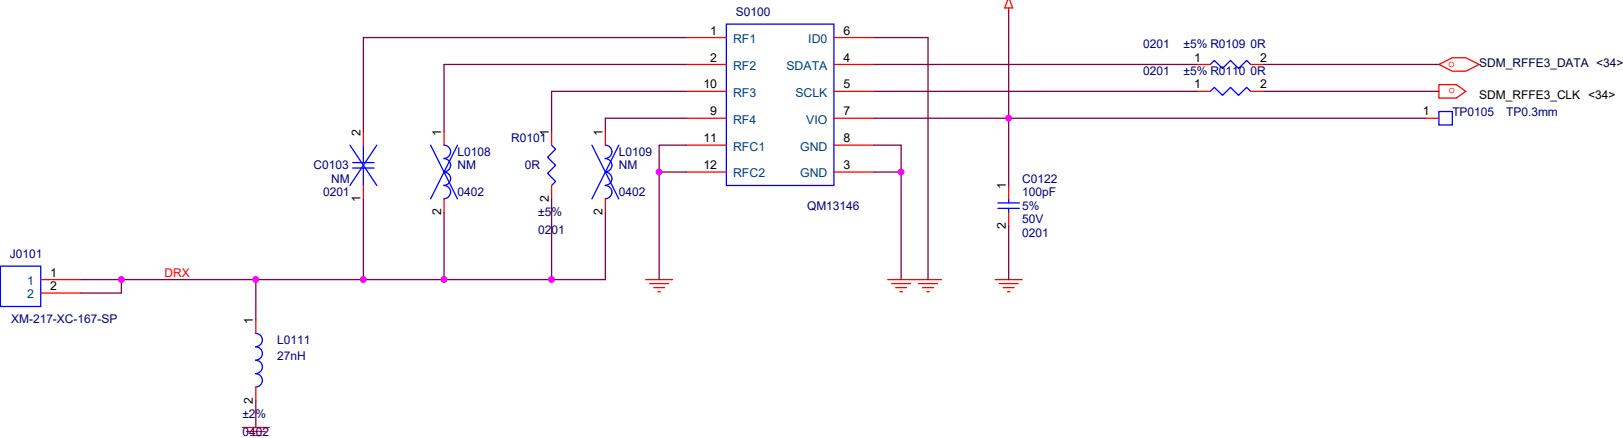 S0100
1 RF1 ID0 6
2 RF2 SDATA 4
10 RF3 SCLK 5
9 RF4 VIO 7
11 RFC1 GND 8
12 RFC2 GND 3
QM13146
0201 ±5% R0109 0R
1 2
SDM_RFFE3_DATA <34>
0201 ±5% R0110 0R
1 2
SDM_RFFE3_CLK <34>
1 TP0105 TP0.3mm
2
C0103
NM
0201
1
1
L0108
NM
0402
2
R0101
1
0R
2
±5%
0201
1
L0109
NM
0402
2
1
C0122
100pF
5%
50V
0201
2
J0101
1 1
2 2
XM-217-XC-167-SP
DRX
1
L0111
27nH
2
±2%
0402